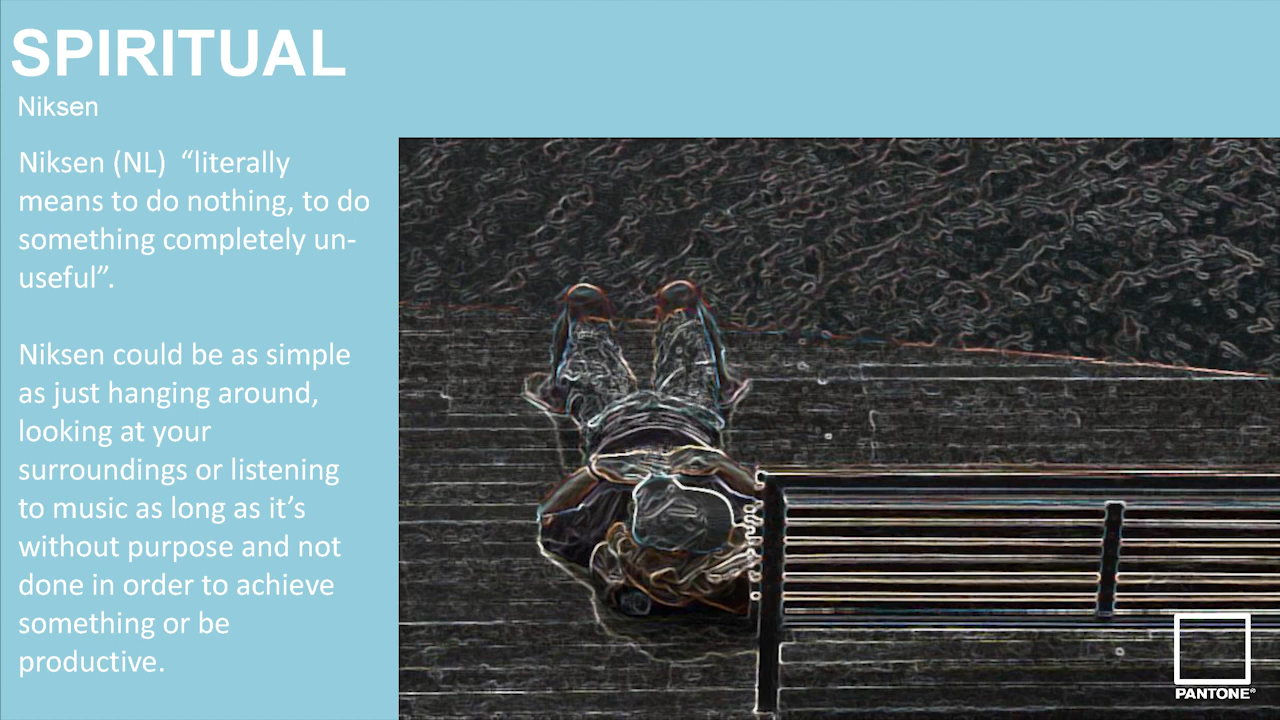 SPIRITUAL
Niksen
Niksen (NL)  “literally
means to do nothing, to do
something completely un-
useful”.
Niksen could be as simple
as just hanging around,
looking at your
surroundings or listening
to music as long as it’s
without purpose and not
done in order to achieve
something or be
productive.
PANTONE®